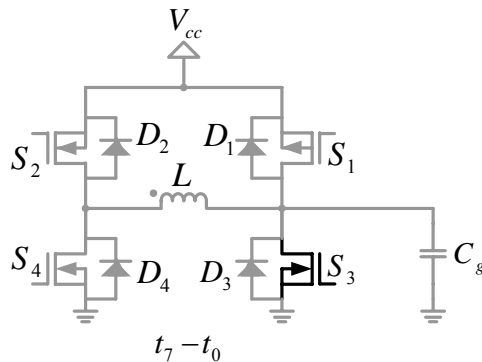 V_cc
D_2 D_1
S_2 L S_1
S_4 D_4 D_3 S_3 C_g
t_7 – t_0